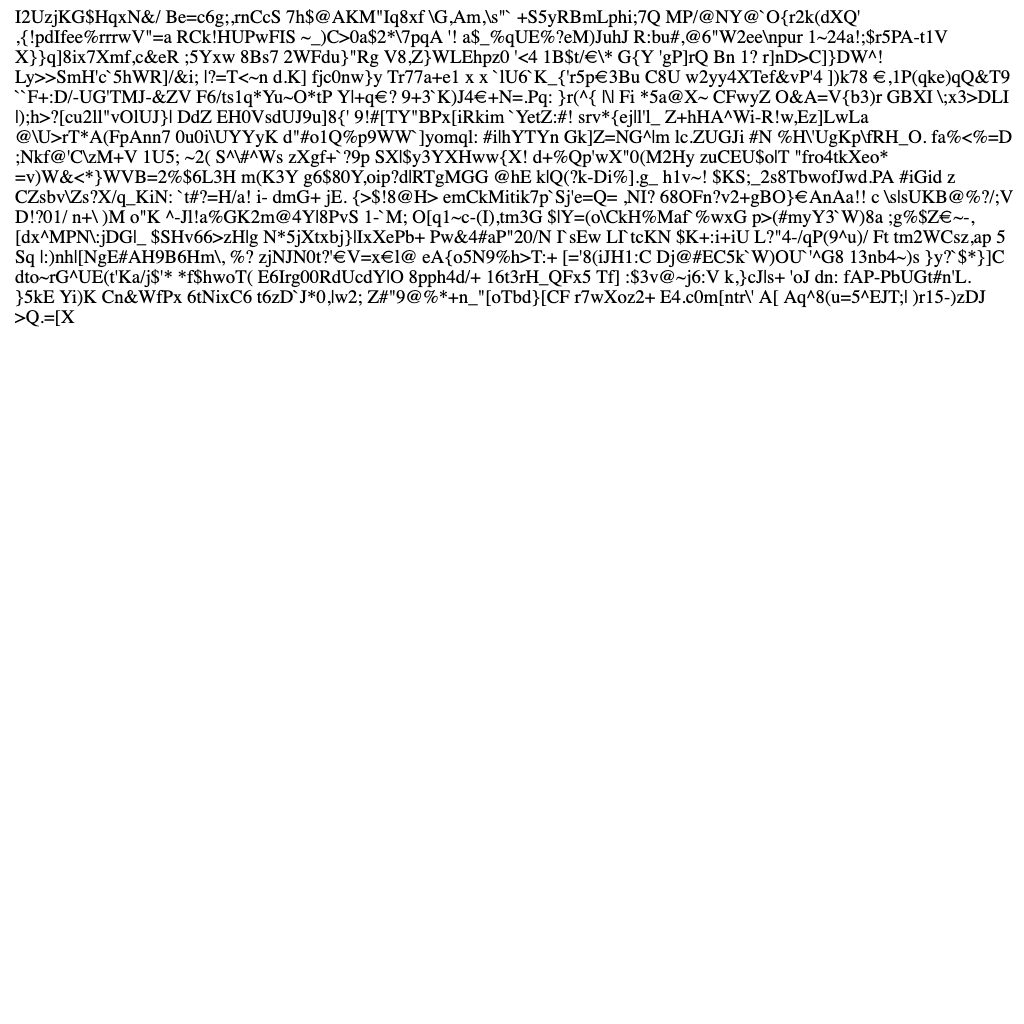 I2UzjKG$HqxN&/ Be=c6g;,rnCcS 7h$@AKM"Iq8xf \G,Am,\s"` +S5yRBmLphi;7Q MP/@NY@`O{r2k(dXQ'
,{!pdIfee%rrrwV"=a RCk!HUPwFIS ~_)C>0a$2*\7pqA '! a$_%qUE%?eM)JuhJ R:bu#,@6"W2ee\npur 1~24a!;$r5PA-t1V
X}}q]8ix7Xmf,c&eR ;5Yxw 8Bs7 2WFdu}"Rg V8,Z}WLEhpz0 '<4 1B$t/€\* G{Y 'gP]rQ Bn 1? r]nD>C]}DW^!
Ly>>SmH'c`5hWR]/&i; |?=T<~n d.K] fjc0nw}y Tr77a+e1 x x `lU6`K_{'r5p€3Bu C8U w2yy4XTef&vP'4 ])k78 €,1P(qke)qQ&T9
``F+:D/-UG'TMJ-&ZV F6/ts1q*Yu~O*tP Y|+q€? 9+3`K)J4€+N=.Pq: }r(^{ |\| Fi *5a@X~ CFwyZ O&A=V{b3)r GBXI \;x3>DLI
|);h>?[cu2ll"vOlUJ}| DdZ EH0VsdUJ9u]8{' 9!#[TY"BPx[iRkim `YetZ:#! srv*{ej||'l_ Z+hHA^Wi-R!w,Ez]LwLa
@\U>rT*A(FpAnn7 0u0i\UYYyK d"#o1Q%p9WW`]yomql: #i|hYTYn Gk]Z=NG^|m lc.ZUGJi #N %H\'UgKp\fRH_O. fa%<%=D
;Nkf@'C\zM+V 1U5; ~2( S^\#^Ws zXgf+`?9p SX|$y3YXHww{X! d+%Qp'wX"0(M2Hy zuCEU$o|T "fro4tkXeo*
=v)W&<*}WVB=2%$6L3H m(K3Y g6$80Y,oip?d|RTgMGG @hE k|Q(?k-Di%].g_ h1v~! $KS;_2s8TbwofJwd.PA #iGid z
CZsbv\Zs?X/q_KiN: `t#?=H/a! i- dmG+ jE. {>$!8@H> emCkMitik7p`Sj'e=Q= ,NI? 68OFn?v2+gBO}€AnAa!! c \s|sUKB@%?/;V
D!?01/ n+\ )M o"K ^-Jl!a%GK2m@4Y|8PvS 1-`M; O[q1~c-(I),tm3G $|Y=(o\CkH%Maf`%wxG p>(#myY3`W)8a ;g%$Z€~-,
[dx^MPN\:jDG|_ $SHv66>zH|g N*5jXtxbj}|IxXePb+ Pw&4#aP"20/N I`sEw LI`tcKN $K+:i+iU L?"4-/qP(9^u)/ Ft tm2WCsz,ap 5
Sq |:)nh|[NgE#AH9B6Hm\, %? zjNJN0t?'€V=x€l@ eA{o5N9%h>T:+ [='8(iJH1:C Dj@#EC5k`W)OU`'^G8 13nb4~)s }y?`$*}]C
dto~rG^UE(t'Ka/j$'* *f$hwoT( E6Irg00RdUcdY|O 8pph4d/+ 16t3rH_QFx5 Tf] :$3v@~j6:V k,}cJ|s+ 'oJ dn: fAP-PbUGt#n'L.
}5kE Yi)K Cn&WfPx 6tNixC6 t6zD`J*0,|w2; Z#"9@%*+n_"[oTbd}[CF r7wXoz2+ E4.c0m[ntr\' A[ Aq^8(u=5^EJT;| )r15-)zDJ
>Q.=[X